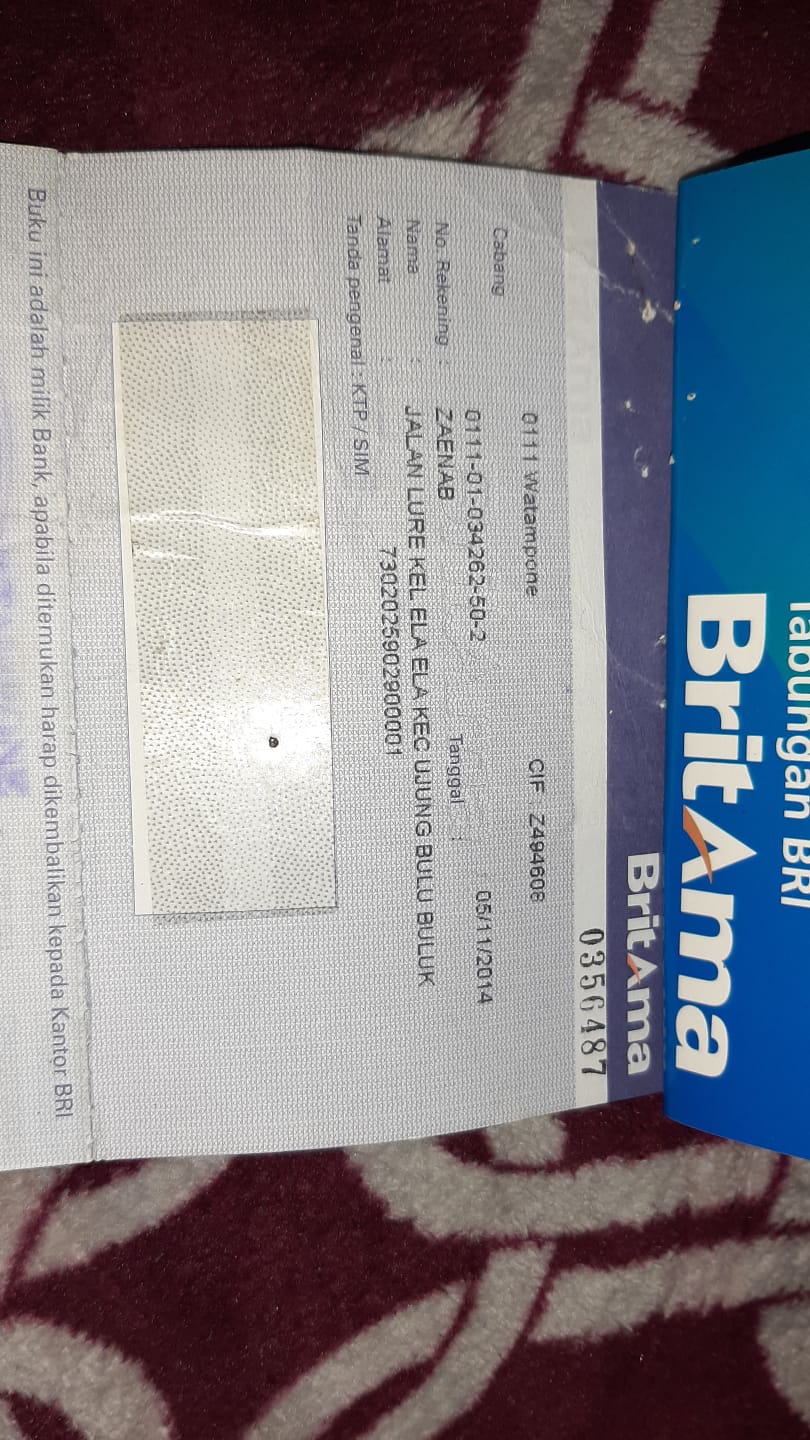 Tabungan BRI
BritAma
BritAma
0356487
Cabang 0111 Watampone CIF : Z494608
No. Rekening : 0111-01-034262-50-2 Tanggal : 05/11/2014
Nama : ZAENAB
Alamat : JALAN LURE KEL ELA ELA KEC UJUNG BULU BULUK
Tanda pengenal : KTP / SIM 7302025902900001
Buku ini adalah milik Bank, apabila ditemukan harap dikembalikan kepada Kantor BRI